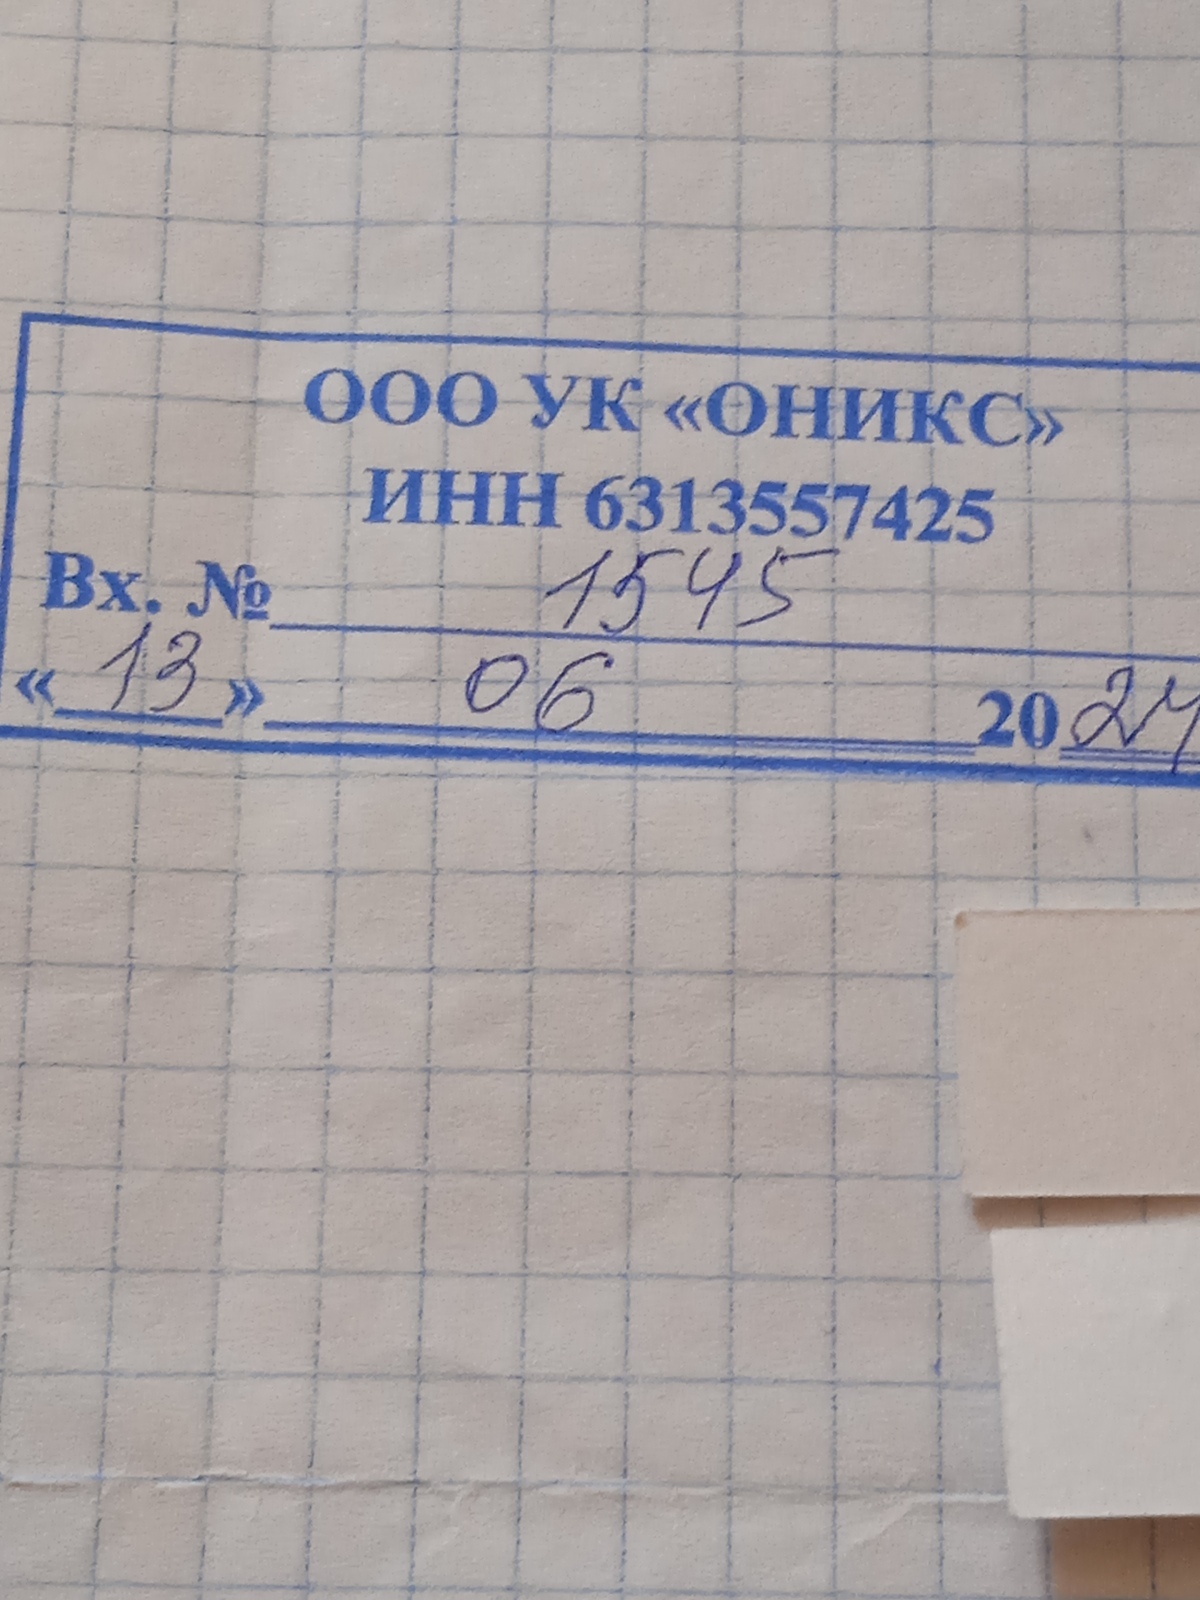 ООО УК «ОНИКС»
ИНН 6313557425
Вх. № 1545
«13» 06 2024